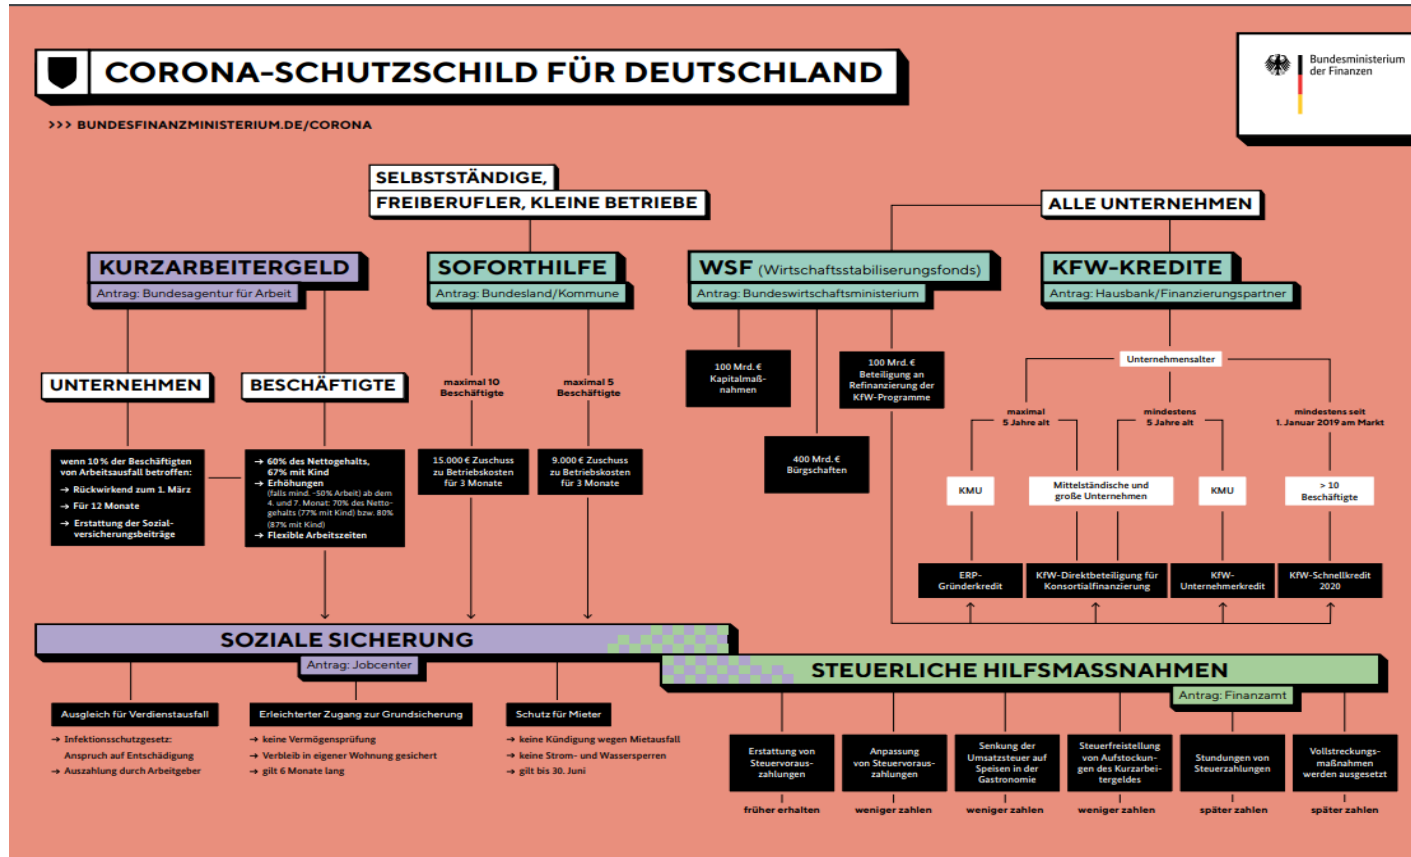 CORONA-SCHUTZSCHILD FÜR DEUTSCHLAND
Bundesministerium
der Finanzen
>>> BUNDESFINANZMINISTERIUM.DE/CORONA
SELBSTSTÄNDIGE,
FREIBERUFLER, KLEINE BETRIEBE
ALLE UNTERNEHMEN
KURZARBEITERGELD
Antrag: Bundesagentur für Arbeit
SOFORTHILFE
Antrag: Bundesland/Kommune
WSF (Wirtschaftsstabiliserungsfonds)
Antrag: Bundeswirtschaftsministerium
KFW-KREDITE
Antrag: Hausbank/Finanzierungspartner
UNTERNEHMEN
wenn 10 % der Beschäftigten
von Arbeitsausfall betroffen:
→ Rückwirkend zum 1. März
→ Für 12 Monate
→ Erstattung der Sozial-
versicherungsbeiträge
BESCHÄFTIGTE
→ 60% des Nettogehalts,
67% mit Kind
→ Erhöhungen
(falls mind. -50% Arbeit) ab dem
4. und 7. Monat: 70% des Netto-
gehalts (77% mit Kind) bzw. 80%
(87% mit Kind)
→ Flexible Arbeitszeiten
maximal 10
Beschäftigte
15.000 € Zuschuss
zu Betriebskosten
für 3 Monate
maximal 5
Beschäftigte
9.000 € Zuschuss
zu Betriebskosten
für 3 Monate
100 Mrd. €
Kapitalmaß-
nahmen
400 Mrd. €
Bürgschaften
100 Mrd. €
Beteiligung an
Refinanzierung der
KfW-Programme
Unternehmensalter
maximal
5 Jahre alt
mindestens
5 Jahre alt
mindestens seit
1. Januar 2019 am Markt
KMU
Mittelständische und
große Unternehmen
KMU
> 10
Beschäftigte
ERP-
Gründerkredit
KfW-Direktbeteiligung für
Konsortialfinanzierung
KfW-
Unternehmerkredit
KfW-Schnellkredit
2020
SOZIALE SICHERUNG
Antrag: Jobcenter
Ausgleich für Verdienstausfall
→ Infektionsschutzgesetz:
Anspruch auf Entschädigung
→ Auszahlung durch Arbeitgeber
Erleichterter Zugang zur Grundsicherung
→ keine Vermögensprüfung
→ Verbleib in eigener Wohnung gesichert
→ gilt 6 Monate lang
Schutz für Mieter
→ keine Kündigung wegen Mietausfall
→ keine Strom- und Wassersperren
→ gilt bis 30. Juni
STEUERLICHE HILFSMASSNAHMEN
Antrag: Finanzamt
Erstattung von
Steuervoraus-
zahlungen
früher erhalten
Anpassung
von Steuervoraus-
zahlungen
weniger zahlen
Senkung der
Umsatzsteuer auf
Speisen in der
Gastronomie
weniger zahlen
Steuerfreistellung
von Aufstockun-
gen des Kurzarbei-
tergeldes
weniger zahlen
Stundungen von
Steuerzahlungen
später zahlen
Vollstreckungs-
maßnahmen
werden ausgesetzt
später zahlen